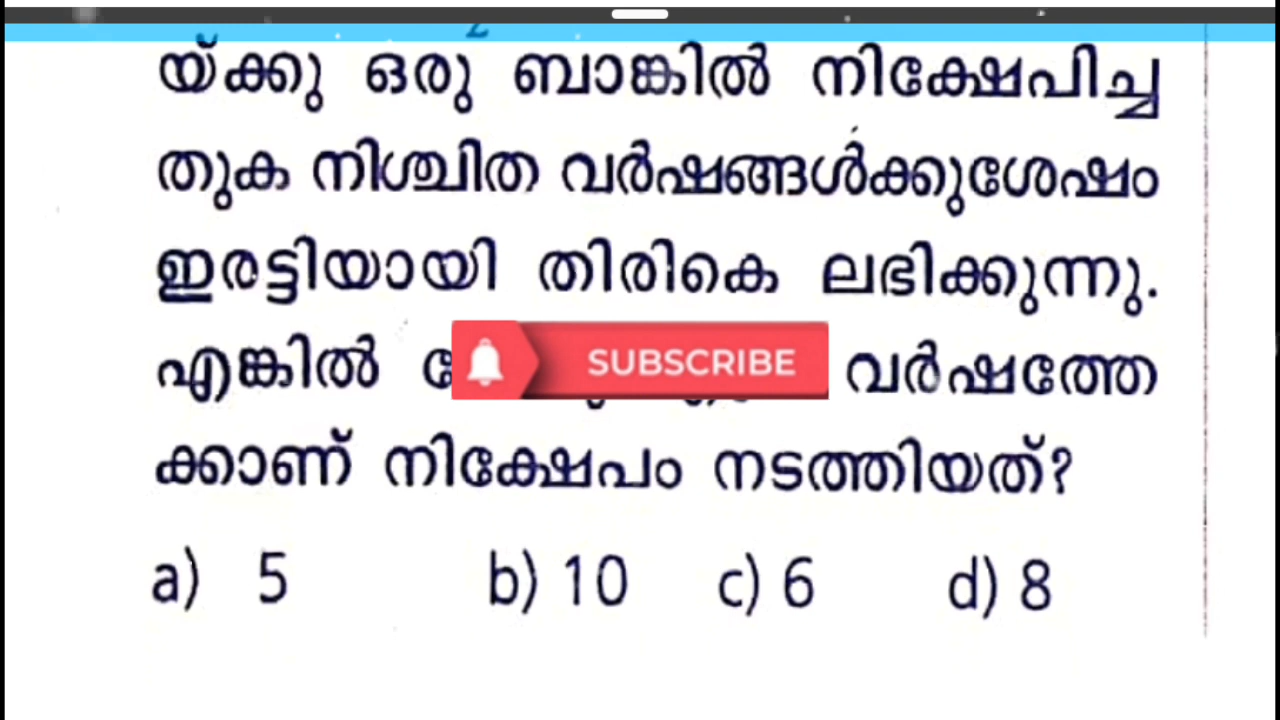 യ്ക്കു ഒരു ബാങ്കിൽ നിക്ഷേപിച്ച
തുക നിശ്ചിത വർഷങ്ങൾക്കുശേഷം
ഇരട്ടിയായി തിരികെ ലഭിക്കുന്നു.
എങ്കിൽ SUBSCRIBE വർഷത്തേ
ക്കാണ് നിക്ഷേപം നടത്തിയത്?
a) 5 b) 10 c) 6 d) 8